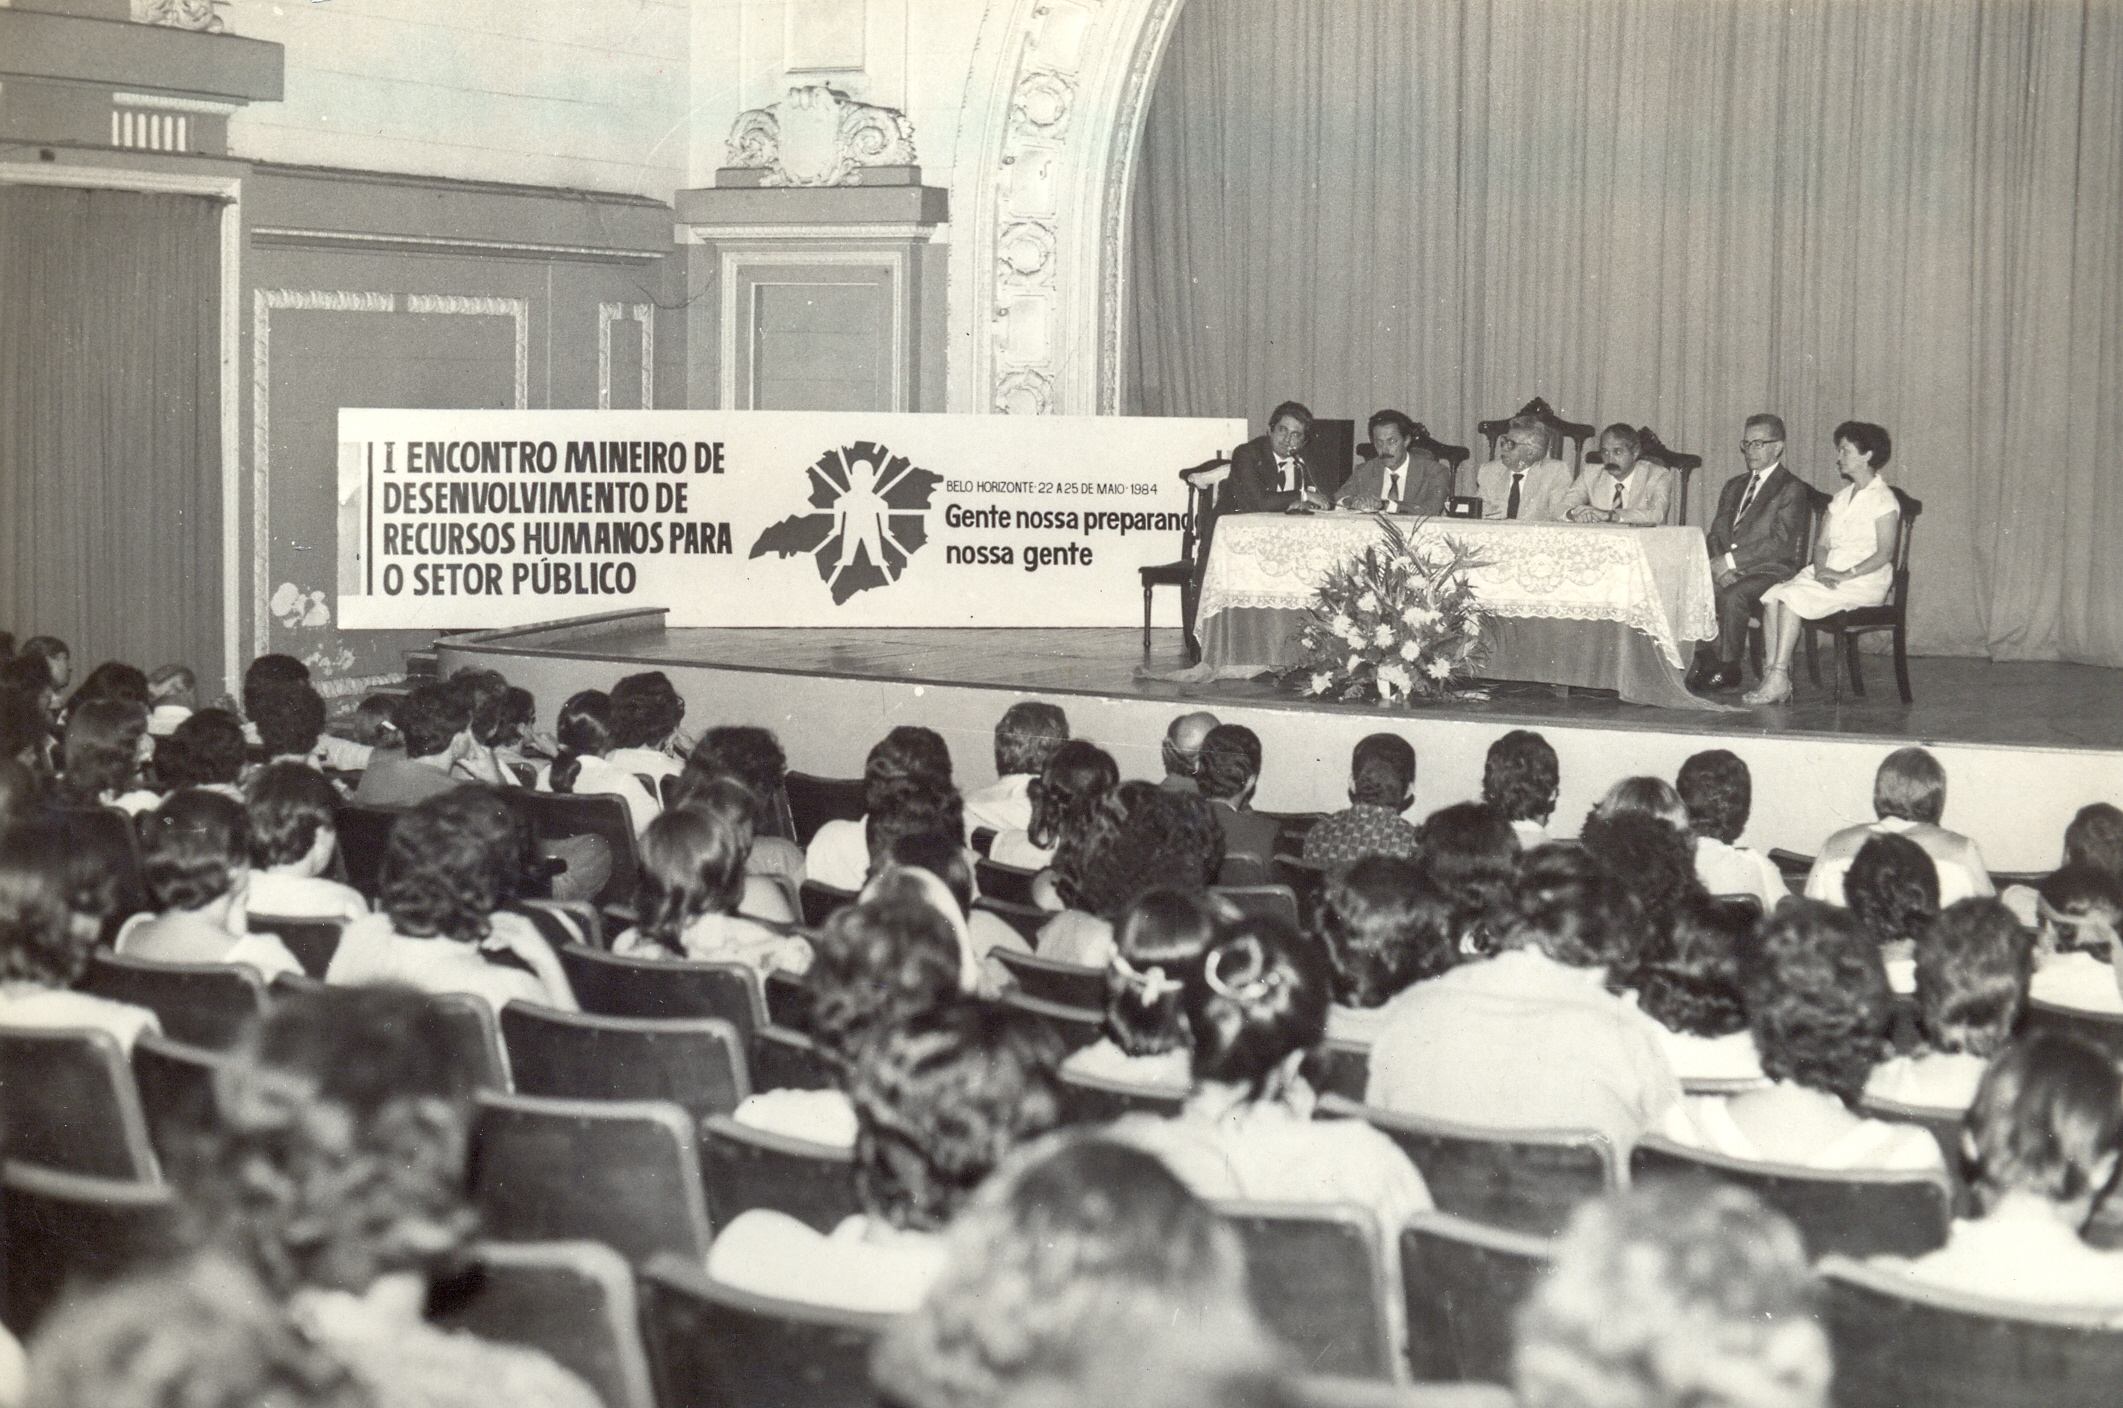 I ENCONTRO MINEIRO DE
DESENVOLVIMENTO DE
RECURSOS HUMANOS PARA
O SETOR PÚBLICO
BELO HORIZONTE · 22 A 25 DE MAIO · 1984
Gente nossa preparand
nossa gente